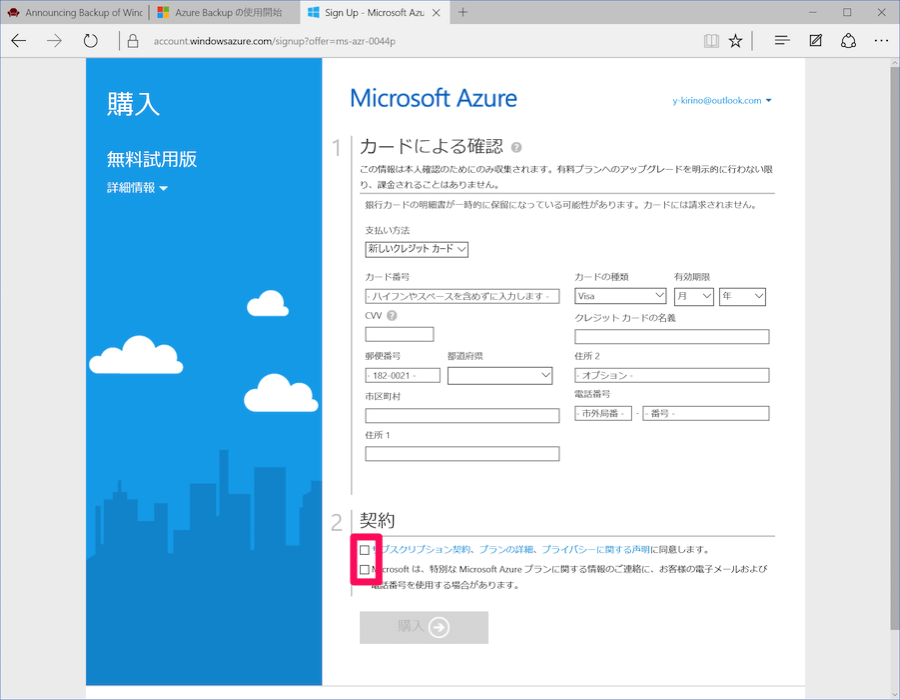 Announcing Backup of Wind
Azure Backup の使用開始
Sign Up - Microsoft Azu
account.windowsazure.com/signup?offer=ms-azr-0044p
購入
無料試用版
詳細情報
Microsoft Azure
y-kirino@outlook.com
1 カードによる確認
この情報は本人確認のためにのみ収集されます。有料プランへのアップグレードを明示的に行わない限
り、課金されることはありません。
銀行カードの明細書が一時的に保留になっている可能性があります。カードには請求されません。
支払い方法
新しいクレジット カード
カード番号
- ハイフンやスペースを含めずに入力します -
カードの種類
有効期限
Visa
月
年
CVV
クレジット カードの名義
郵便番号
都道府県
- 182-0021 -
住所 2
- オプション -
市区町村
電話番号
- 市外局番 - - - 番号 -
住所 1
2 契約
サブスクリプション契約、プランの詳細、プライバシーに関する声明に同意します。
Microsoft は、特別な Microsoft Azure プランに関する情報のご連絡に、お客様の電子メールおよび
電話番号を使用する場合があります。
購入